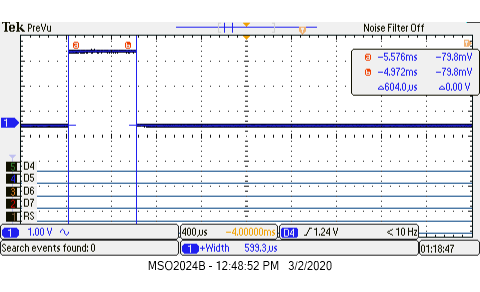 Tek PreVu Noise Filter Off
a -5.576ms -79.8mV
b -4.972ms -79.8mV
△604.0µs △0.00 V
a b
1
D4
D5
D6
D7
RS
1 1.00 V 400µs -4.00000ms D4 1.24 V < 10 Hz
Search events found: 0 1 +Width 599.3µs 01:18:47
MSO2024B - 12:48:52 PM 3/2/2020